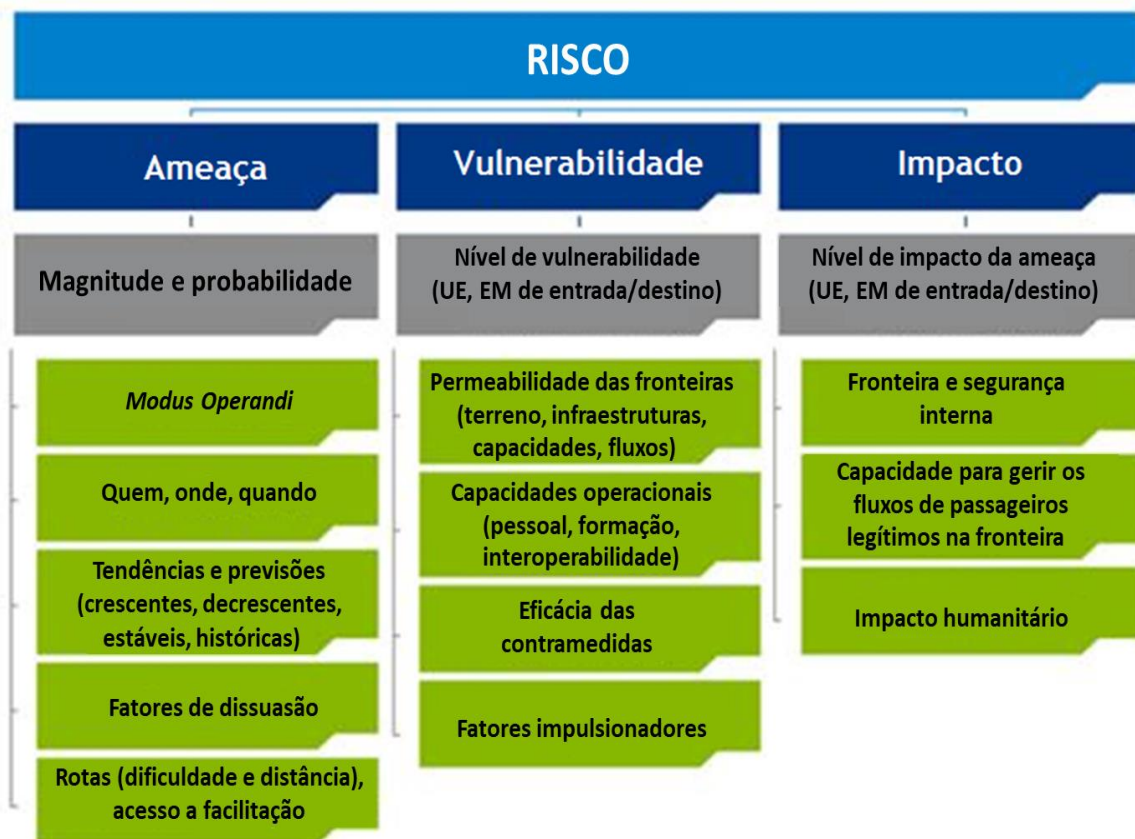 RISCO
Ameaça
Magnitude e probabilidade
Modus Operandi
Quem, onde, quando
Tendências e previsões
(crescentes, decrescentes,
estáveis, históricas)
Fatores de dissuasão
Rotas (dificuldade e distância),
acesso a facilitação
Vulnerabilidade
Nível de vulnerabilidade
(UE, EM de entrada/destino)
Permeabilidade das fronteiras
(terreno, infraestruturas,
capacidades, fluxos)
Capacidades operacionais
(pessoal, formação,
interoperabilidade)
Eficácia das
contramedidas
Fatores impulsionadores
Impacto
Nível de impacto da ameaça
(UE, EM de entrada/destino)
Fronteira e segurança
interna
Capacidade para gerir os
fluxos de passageiros
legítimos na fronteira
Impacto humanitário